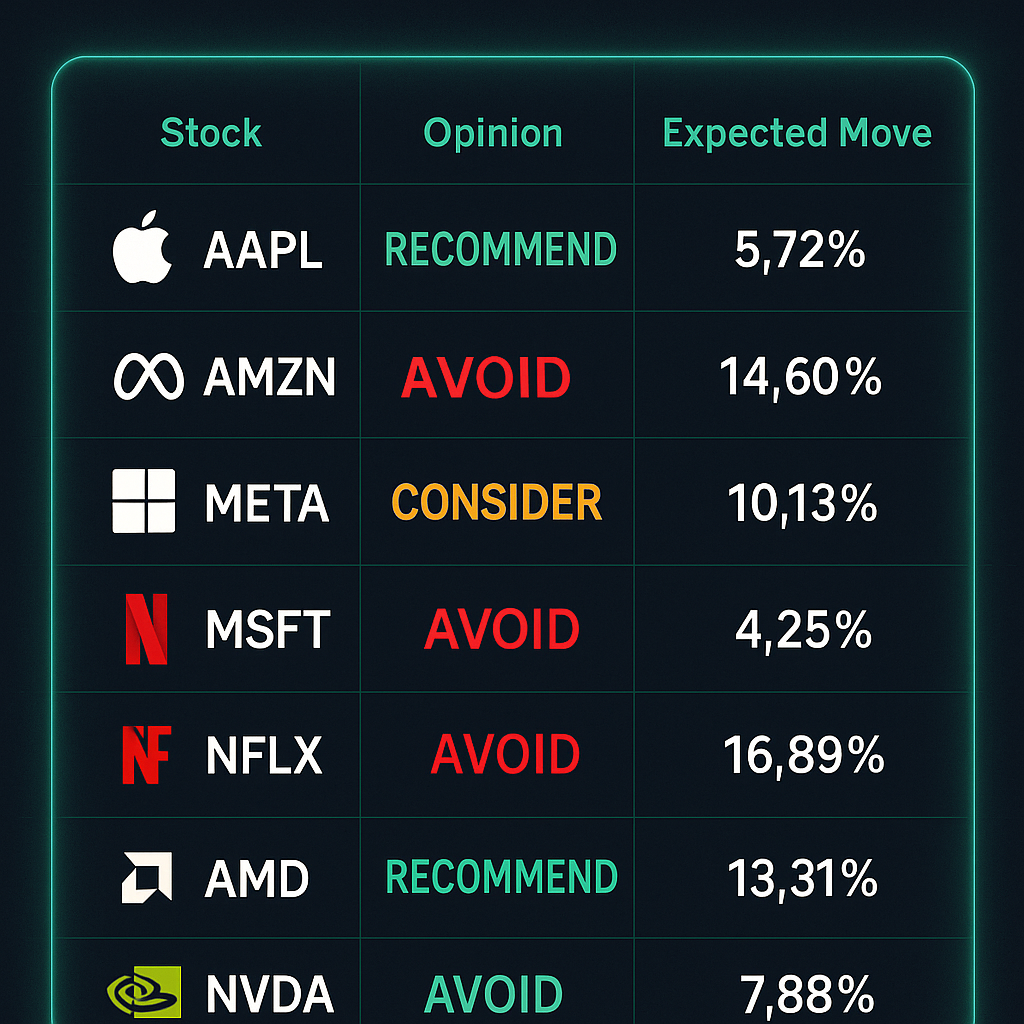 Stock Opinion Expected Move
AAPL RECOMMEND 5,72%
AMZN AVOID 14,60%
META CONSIDER 10,13%
MSFT AVOID 4,25%
NFLX AVOID 16,89%
AMD RECOMMEND 13,31%
NVDA AVOID 7,88%